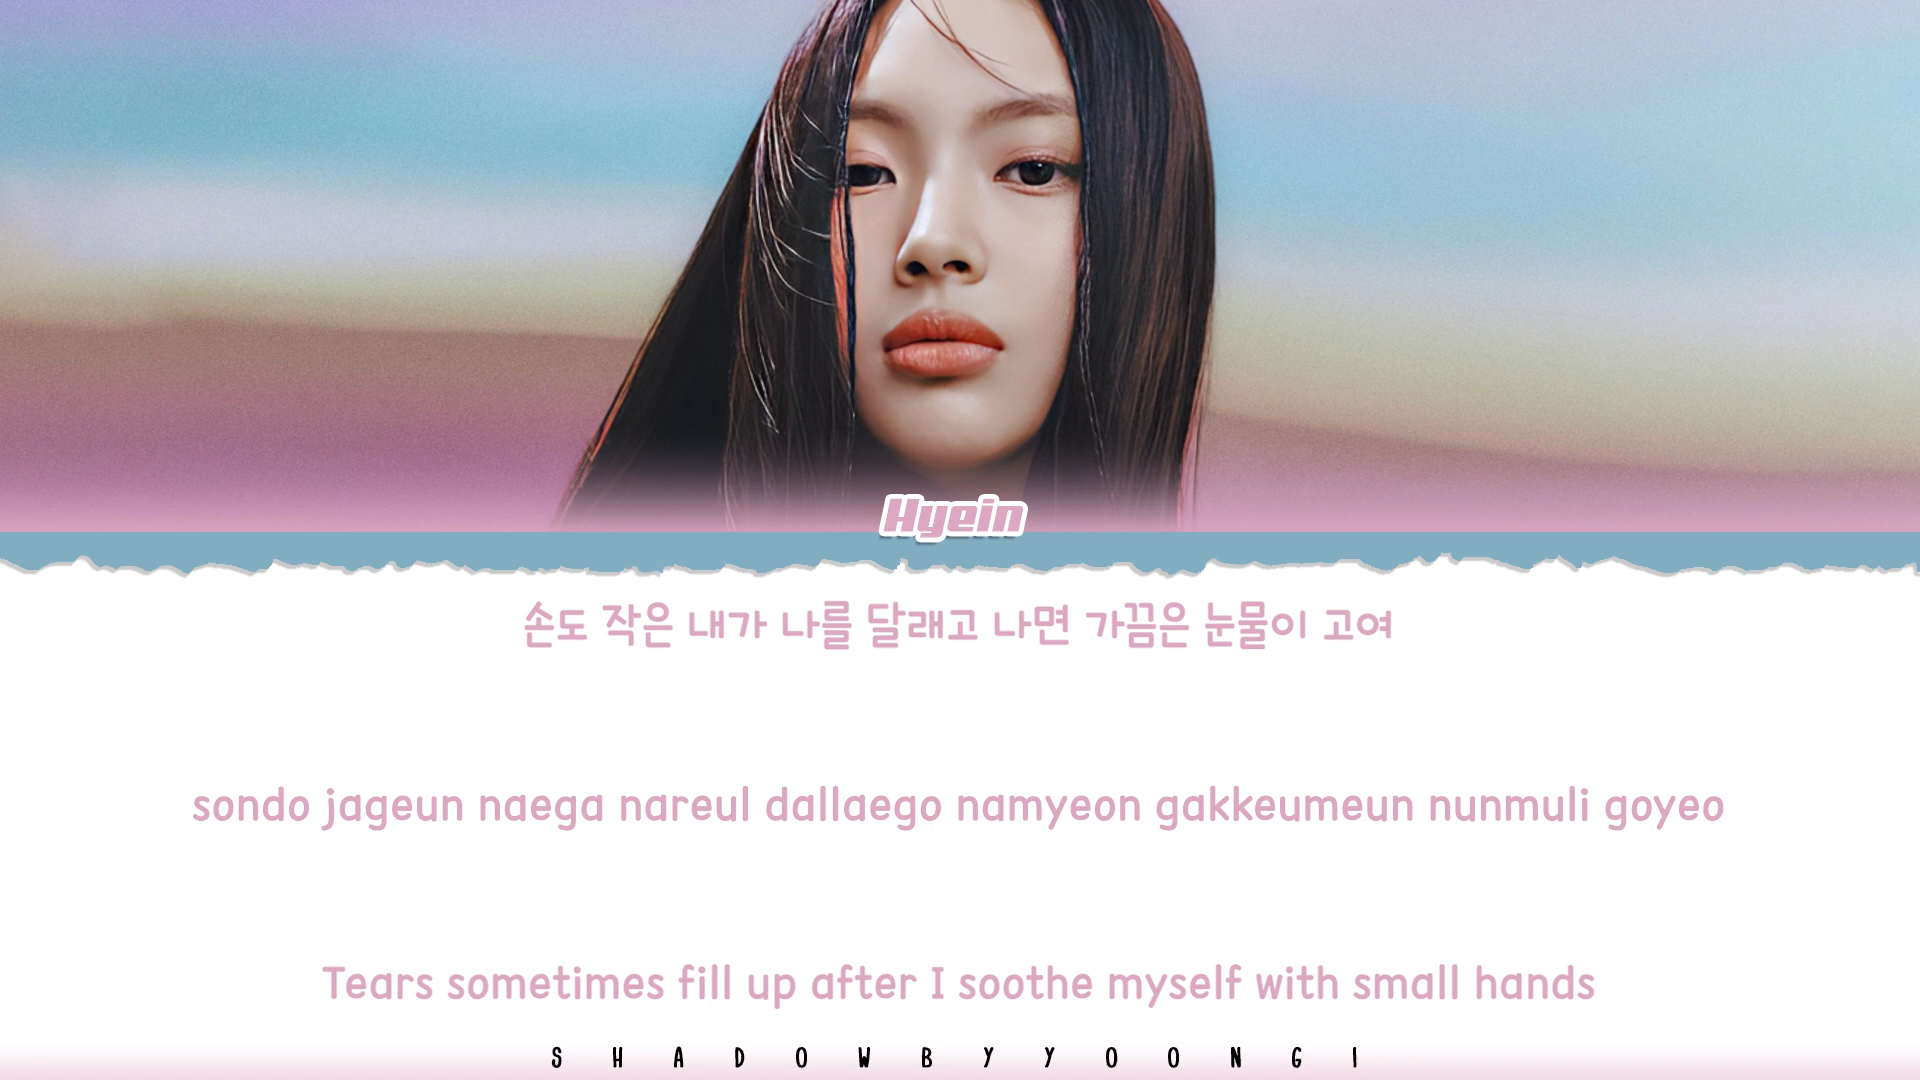 Hyein
손도 작은 내가 나를 달래고 나면 가끔은 눈물이 고여
sondo jageun naega nareul dallaego namyeon gakkeumeun nunmuli goyeo
Tears sometimes fill up after I soothe myself with small hands
SHADOWBYYOONGI